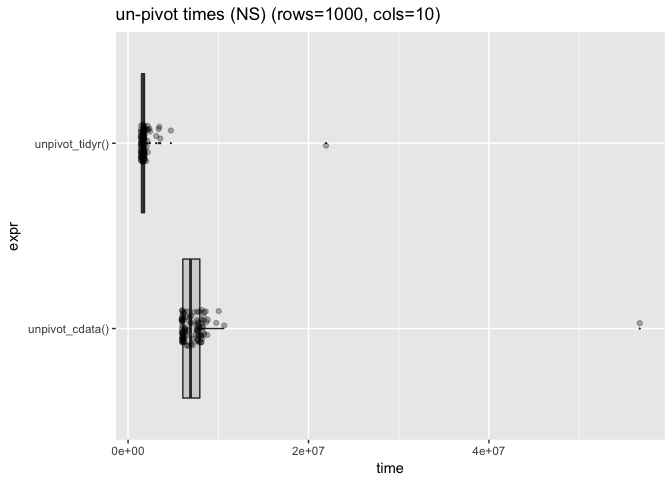 un-pivot times (NS) (rows=1000, cols=10)
expr
unpivot_tidyr()
unpivot_cdata()
0e+00 2e+07 4e+07
time